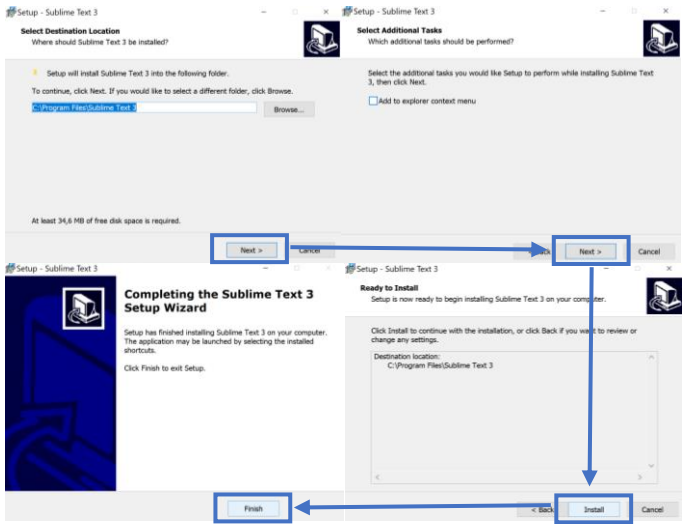 Setup - Sublime Text 3
Select Destination Location
Where should Sublime Text 3 be installed?
Setup will install Sublime Text 3 into the following folder.
To continue, click Next. If you would like to select a different folder, click Browse.
C:\Program Files\Sublime Text 3
Browse...
At least 34,6 MB of free disk space is required.
Next >
Cancel
Setup - Sublime Text 3
Select Additional Tasks
Which additional tasks should be performed?
Select the additional tasks you would like Setup to perform while installing Sublime Text
3, then click Next.
Add to explorer context menu
Next >
Cancel
Setup - Sublime Text 3
Completing the Sublime Text 3
Setup Wizard
Setup has finished installing Sublime Text 3 on your computer.
The application may be launched by selecting the installed
shortcuts.
Click Finish to exit Setup.
Finish
Setup - Sublime Text 3
Ready to Install
Setup is now ready to begin installing Sublime Text 3 on your computer.
Click Install to continue with the installation, or click Back if you want to review or
change any settings.
Destination location:
C:\Program Files\Sublime Text 3
< Back
Install
Cancel